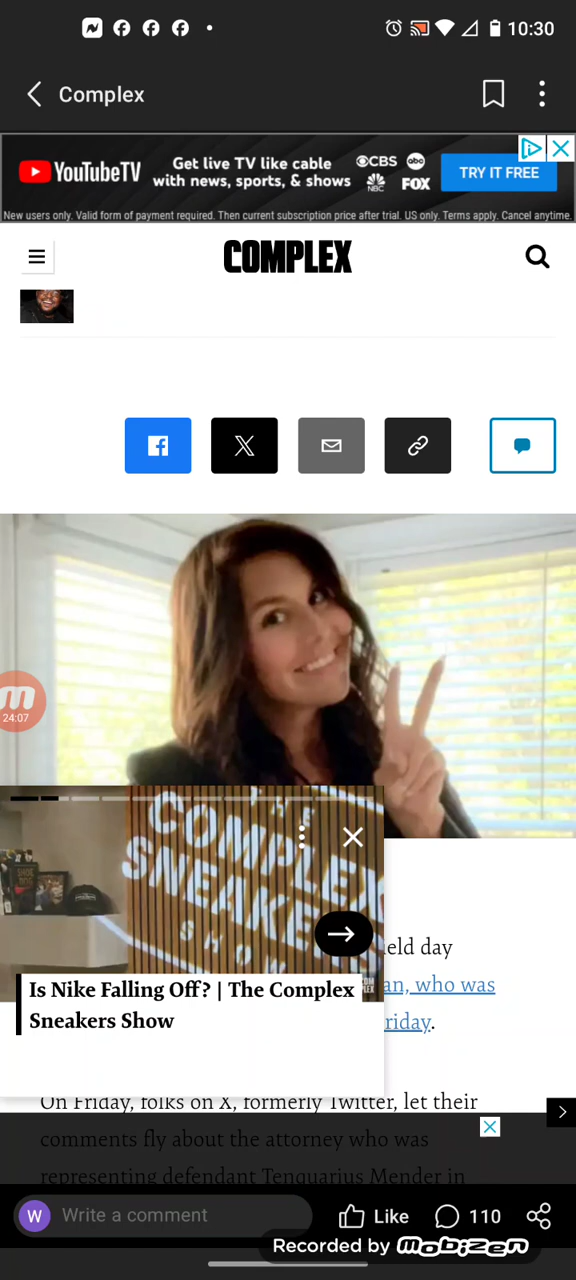 10:30
Complex
YouTubeTV
Get live TV like cable
with news, sports, & shows
CBS abc
NBC FOX
TRY IT FREE
New users only. Valid form of payment required. Then current subscription price after trial. US only. Terms apply. Cancel anytime.
COMPLEX
24:07
THE
COMPLEX
SNEAKERS
SHOW
Is Nike Falling Off? | The Complex
Sneakers Show
eld day
an, who was
riday.
On Friday, folks on X, formerly Twitter, let their
comments fly about the attorney who was
representing defendant Tenquarius Mender in
W
Write a comment
Like
110
Recorded by mobizen